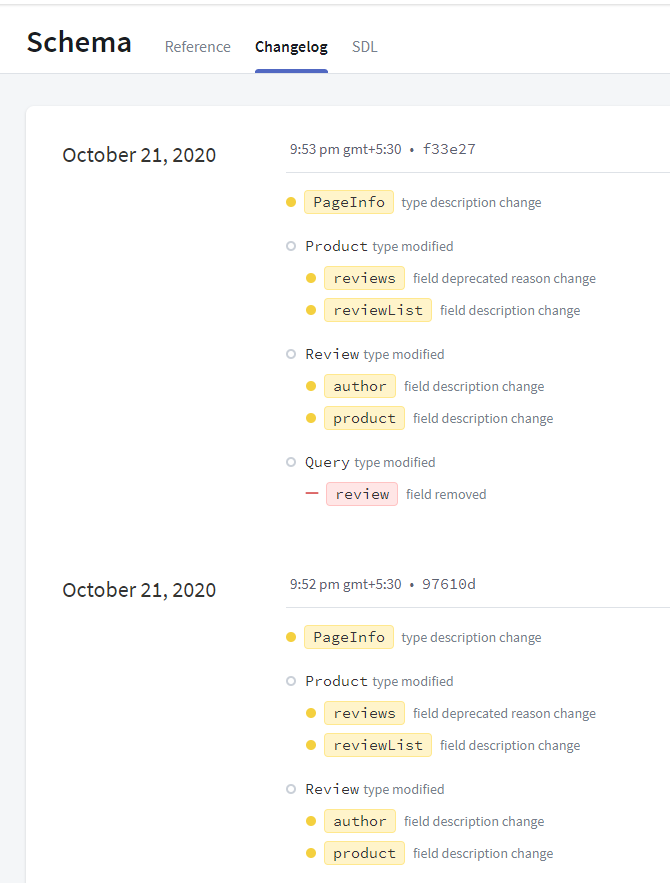 Schema Reference Changelog SDL
October 21, 2020 9:53 pm gmt+5:30 • f33e27
PageInfo type description change
Product type modified
reviews field deprecated reason change
reviewList field description change
Review type modified
author field description change
product field description change
Query type modified
review field removed
October 21, 2020 9:52 pm gmt+5:30 • 97610d
PageInfo type description change
Product type modified
reviews field deprecated reason change
reviewList field description change
Review type modified
author field description change
product field description change